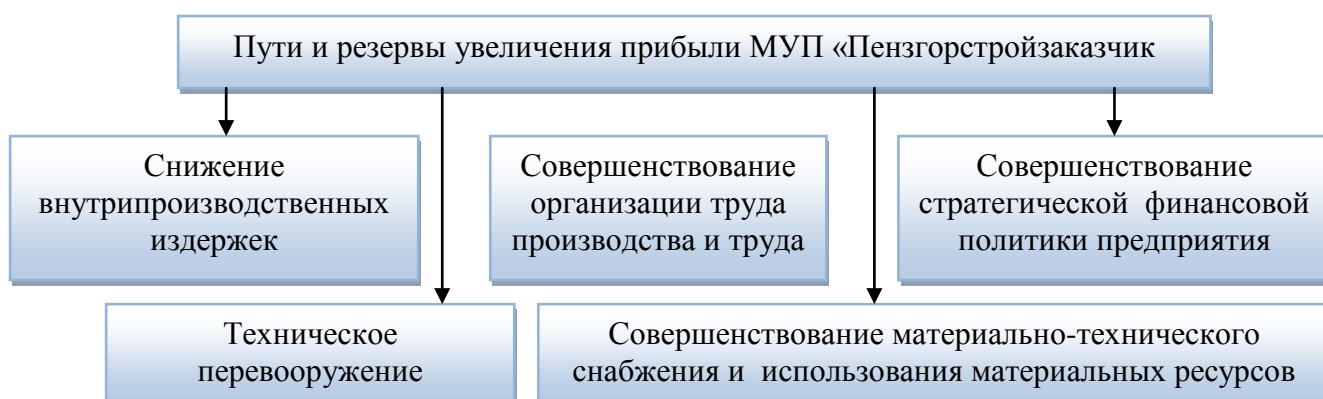 Пути и резервы увеличения прибыли МУП «Пензгорстройзаказчик
Снижение
внутрипроизводственных
издержек
Совершенствование
организации труда
производства и труда
Совершенствование
стратегической финансовой
политики предприятия
Техническое
перевооружение
Совершенствование материально-технического
снабжения и использования материальных ресурсов